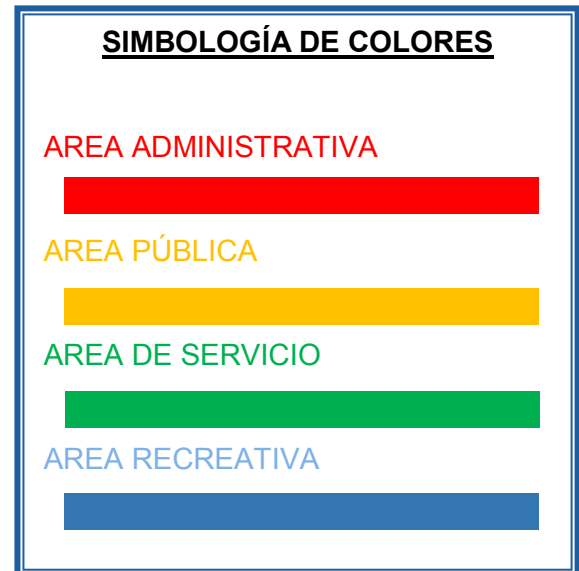 SIMBOLOGÍA DE COLORES
AREA ADMINISTRATIVA
AREA PÚBLICA
AREA DE SERVICIO
AREA RECREATIVA